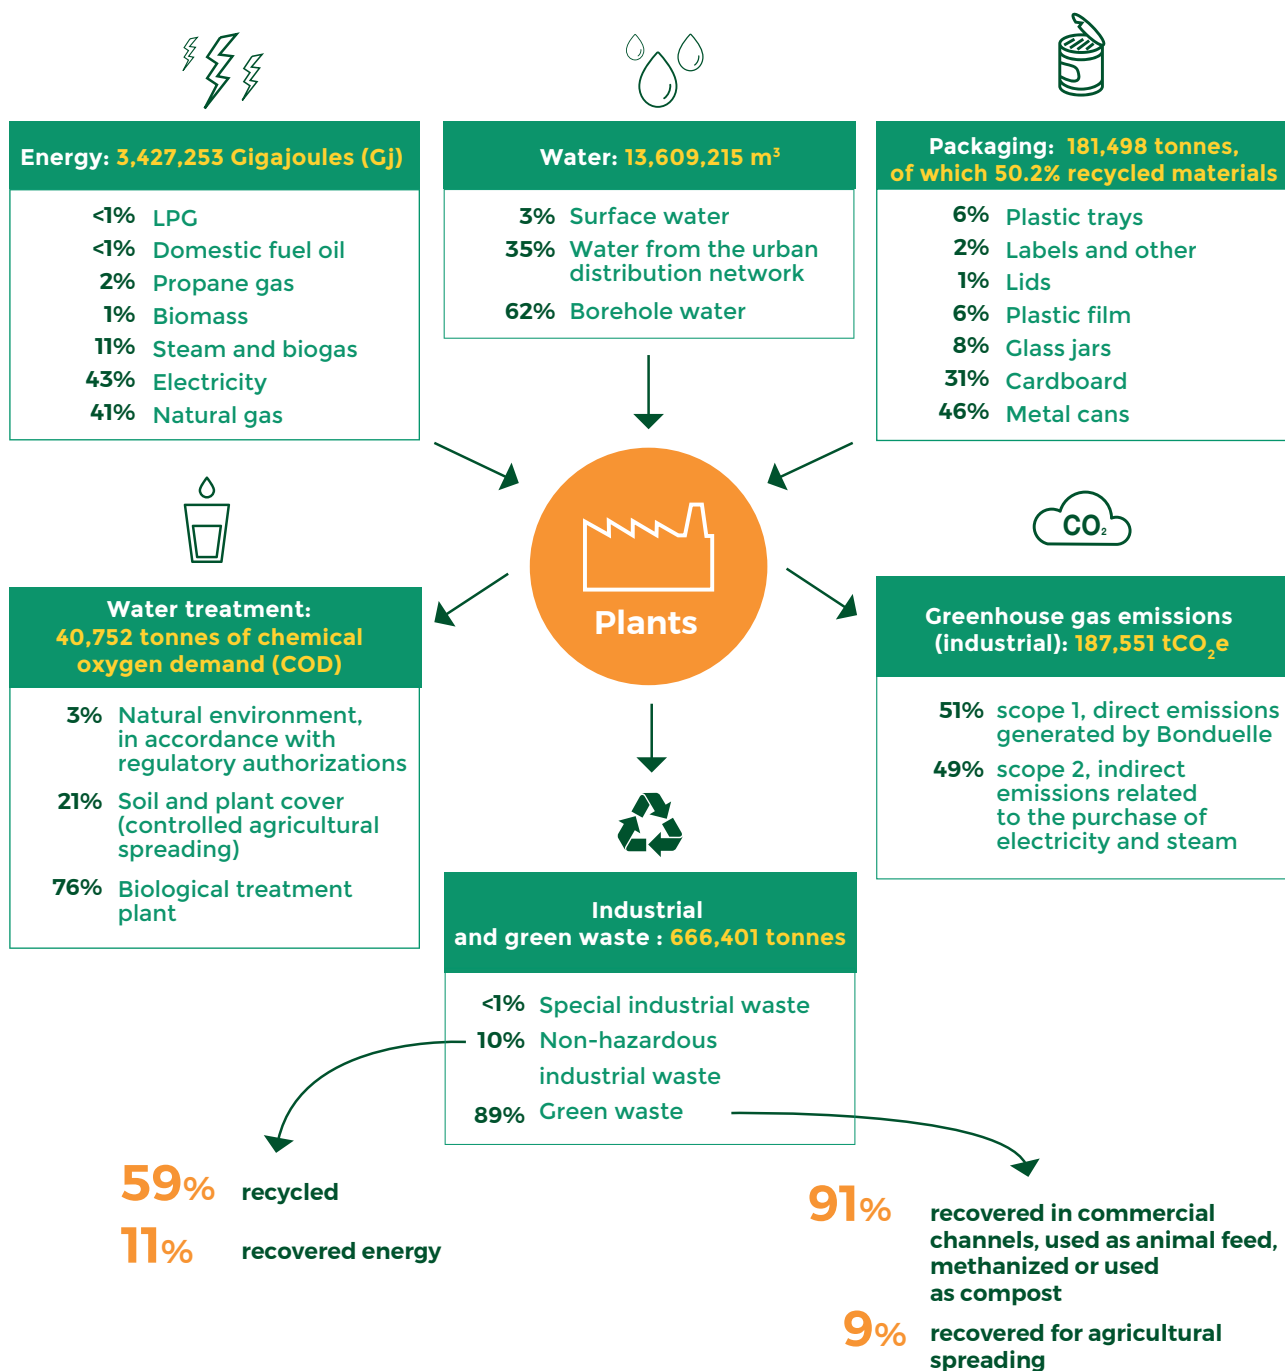 Energy: 3,427,253 Gigajoules (Gj)
<1% LPG
<1% Domestic fuel oil
2% Propane gas
1% Biomass
11% Steam and biogas
43% Electricity
41% Natural gas
Water: 13,609,215 m³
3% Surface water
35% Water from the urban
distribution network
62% Borehole water
Packaging: 181,498 tonnes,
of which 50.2% recycled materials
6% Plastic trays
2% Labels and other
1% Lids
6% Plastic film
8% Glass jars
31% Cardboard
46% Metal cans
Plants
Water treatment:
40,752 tonnes of chemical
oxygen demand (COD)
3% Natural environment,
in accordance with
regulatory authorizations
21% Soil and plant cover
(controlled agricultural
spreading)
76% Biological treatment
plant
CO₂
Greenhouse gas emissions
(industrial): 187,551 tCO₂e
51% scope 1, direct emissions
generated by Bonduelle
49% scope 2, indirect
emissions related
to the purchase of
electricity and steam
Industrial
and green waste : 666,401 tonnes
<1% Special industrial waste
10% Non-hazardous
industrial waste
89% Green waste
59% recycled
11% recovered energy
91% recovered in commercial
channels, used as animal feed,
methanized or used
as compost
9% recovered for agricultural
spreading